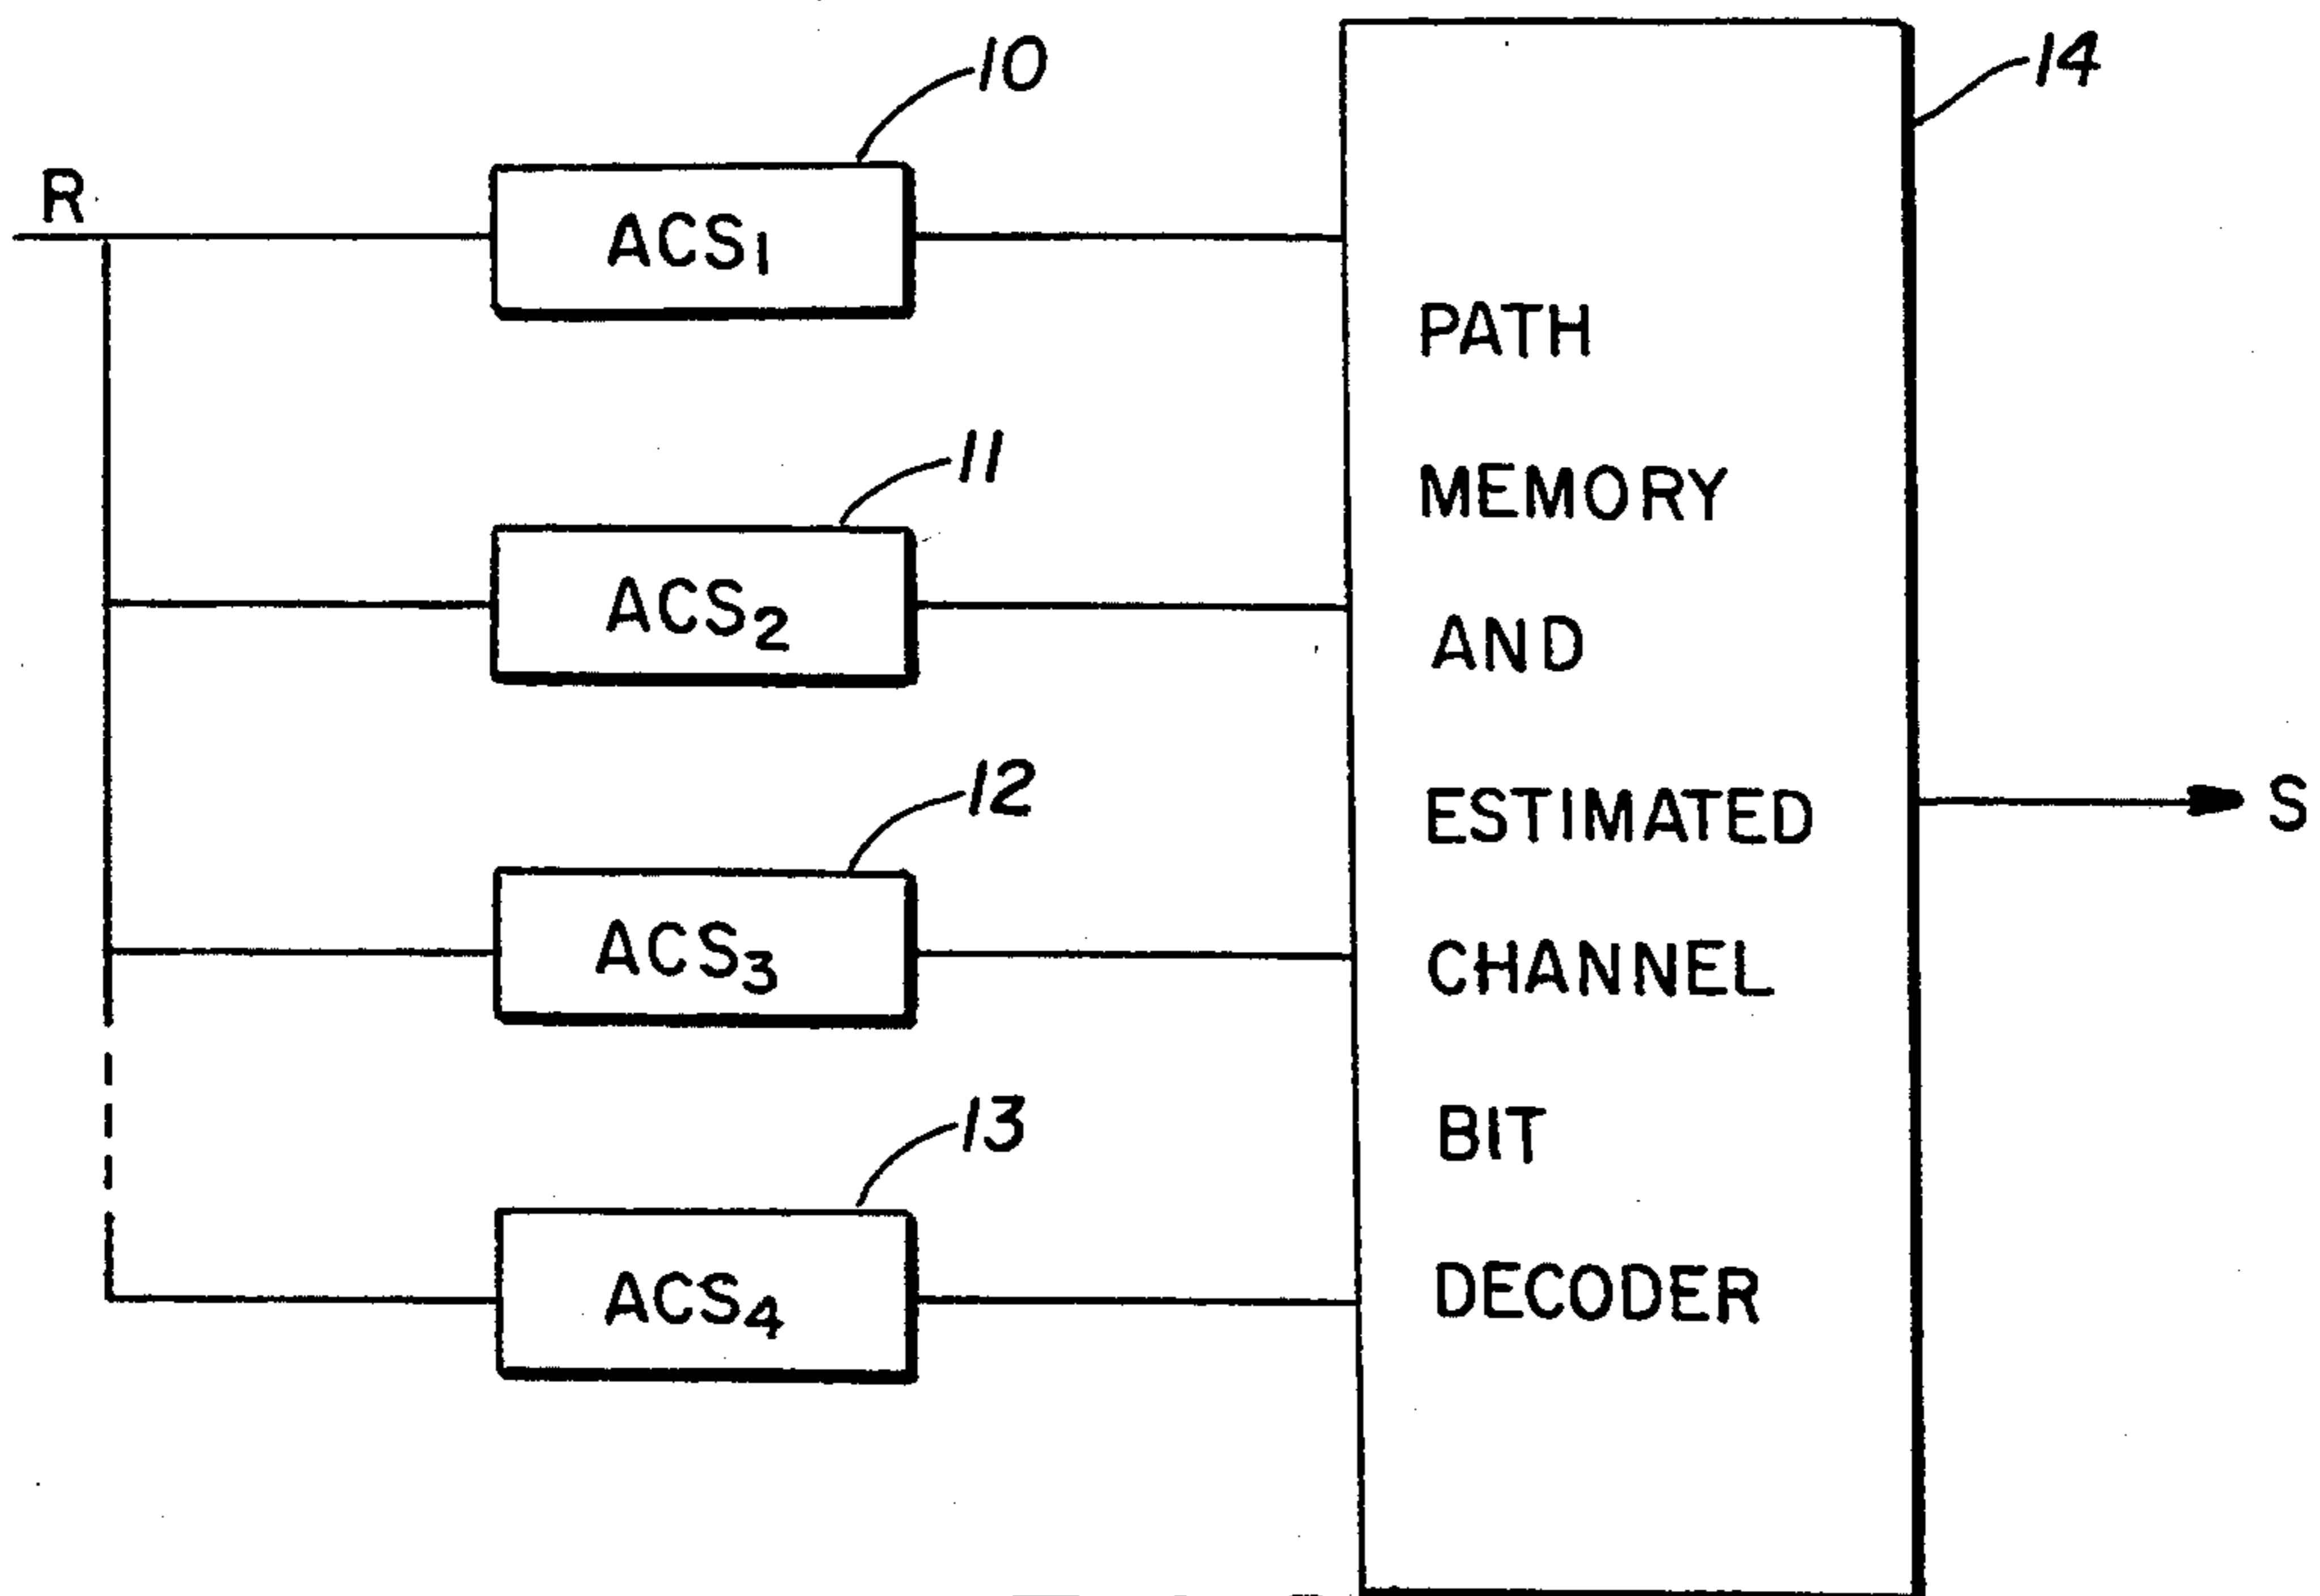 10
14
R
ACS1
PATH
11
MEMORY
ACS2
AND
12
ESTIMATED
S
ACS3
CHANNEL
13
BIT
ACS4
DECODER